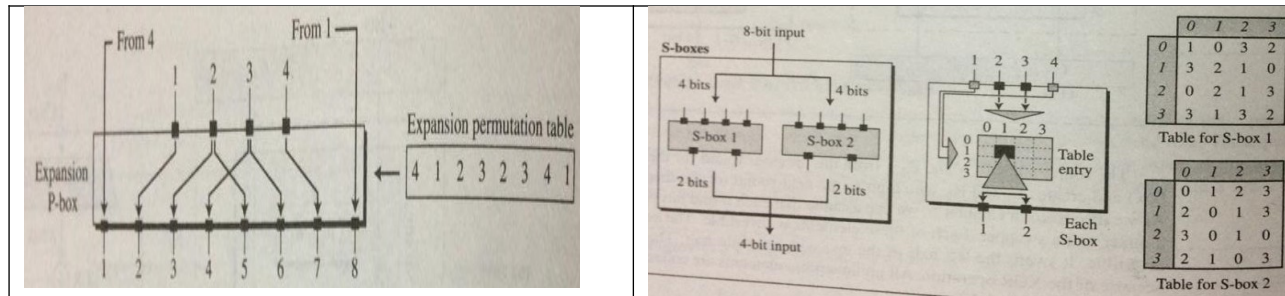 From 4
From 1
1 2 3 4
Expansion permutation table
4 1 2 3 2 3 4 1
Expansion
P-box
1 2 3 4 5 6 7 8
8-bit input
S-boxes
4 bits
4 bits
S-box 1
S-box 2
2 bits
2 bits
4-bit input
1 2 3 4
0 1 2 3
0
1
2
3
Table
entry
1 2
Each
S-box
0 1 2 3
0 1 0 3 2
1 3 2 1 0
2 0 2 1 3
3 3 1 3 2
Table for S-box 1
0 1 2 3
0 0 1 2 3
1 2 0 1 3
2 3 0 1 0
3 2 1 0 3
Table for S-box 2